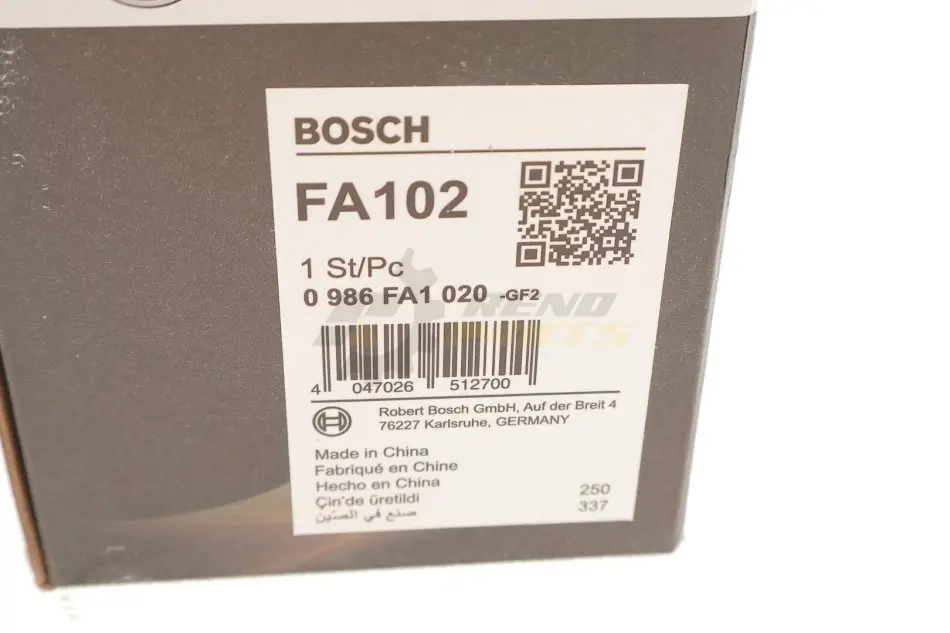 BOSCH
FA102
1 St/Pc
0 986 FA1 020 -GF2
RENO
PARTS
4 047026 512700
Robert Bosch GmbH, Auf der Breit 4
76227 Karlsruhe, GERMANY
Made in China
Fabriqué en Chine
Hecho en China
Çin'de üretildi
صنع في الصين
250
337